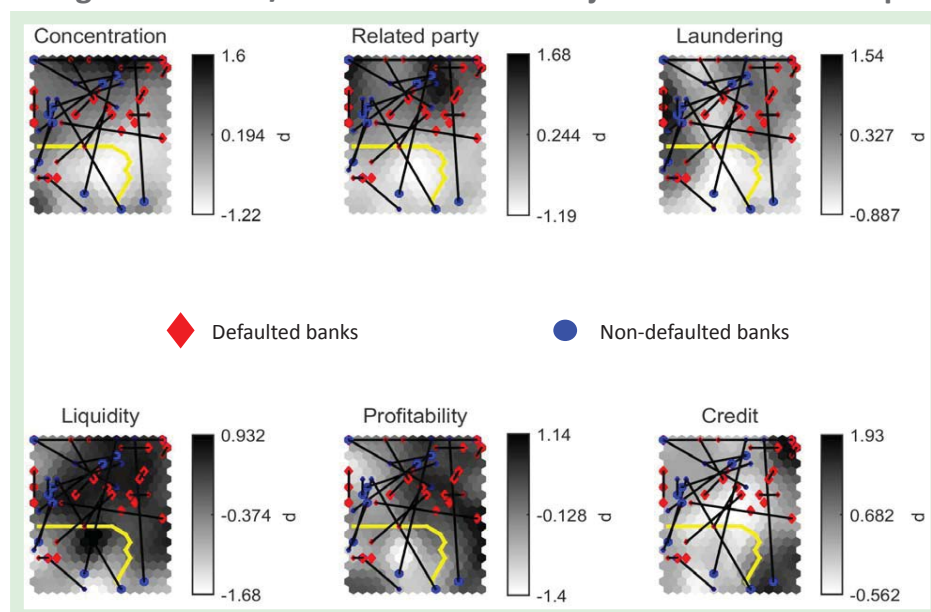 Concentration
1.6
0.194
d
-1.22
Related party
1.68
0.244
d
-1.19
Laundering
1.54
0.327
d
-0.887
Defaulted banks
Non-defaulted banks
Liquidity
0.932
-0.374
d
-1.68
Profitability
1.14
-0.128
d
-1.4
Credit
1.93
0.682
d
-0.562